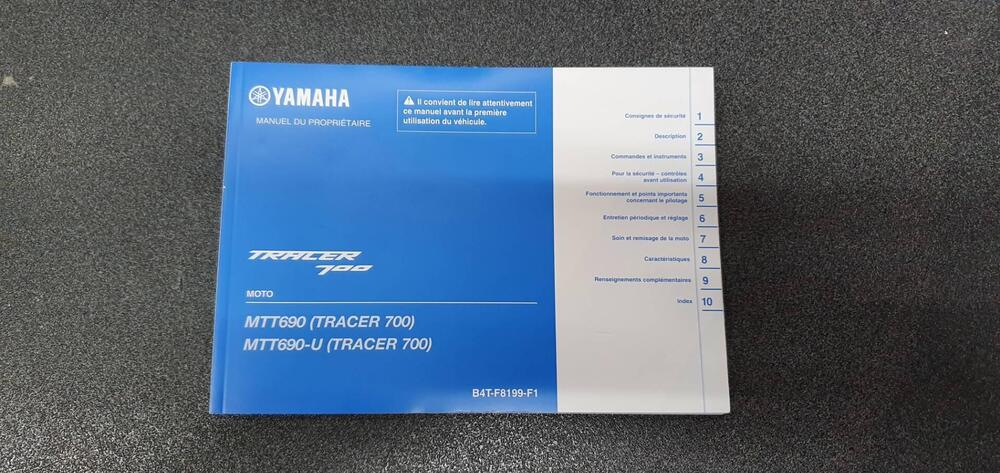 YAMAHA
MANUEL DU PROPRIÉTAIRE
Il convient de lire attentivement
ce manuel avant la première
utilisation du véhicule.
TRACER
700
MOTO
MTT690 (TRACER 700)
MTT690-U (TRACER 700)
B4T-F8199-F1
Consignes de sécurité 1
Description 2
Commandes et instruments 3
Pour la sécurité – contrôles
avant utilisation 4
Fonctionnement et points importants
concernant le pilotage 5
Entretien périodique et réglage 6
Soin et remisage de la moto 7
Caractéristiques 8
Renseignements complémentaires 9
Index 10